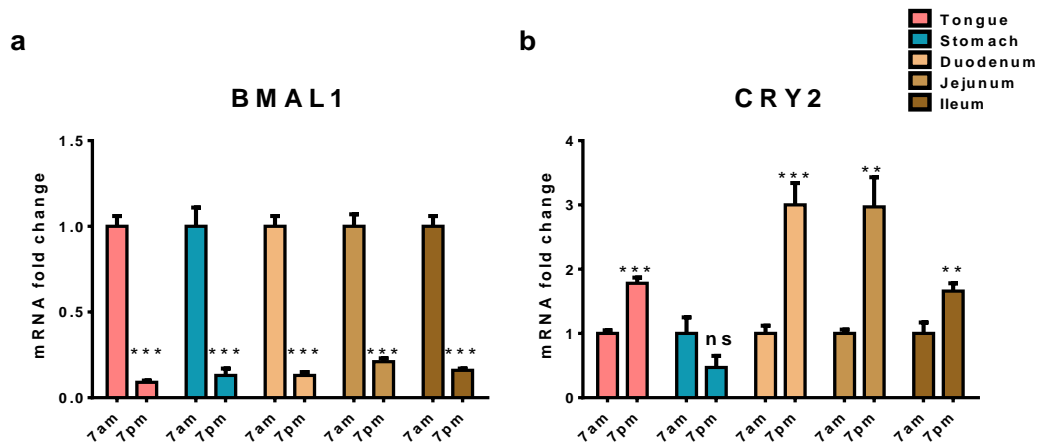 a
BMAL1
mRNA fold change
1.5
1.0
0.5
0.0
*** *** *** *** ***
7am 7pm 7am 7pm 7am 7pm 7am 7pm 7am 7pm
b
Tongue
Stomach
Duodenum
Jejunum
Ileum
CRY2
mRNA fold change
4
3
2
1
0
*** ns *** ** **
7am 7pm 7am 7pm 7am 7pm 7am 7pm 7am 7pm